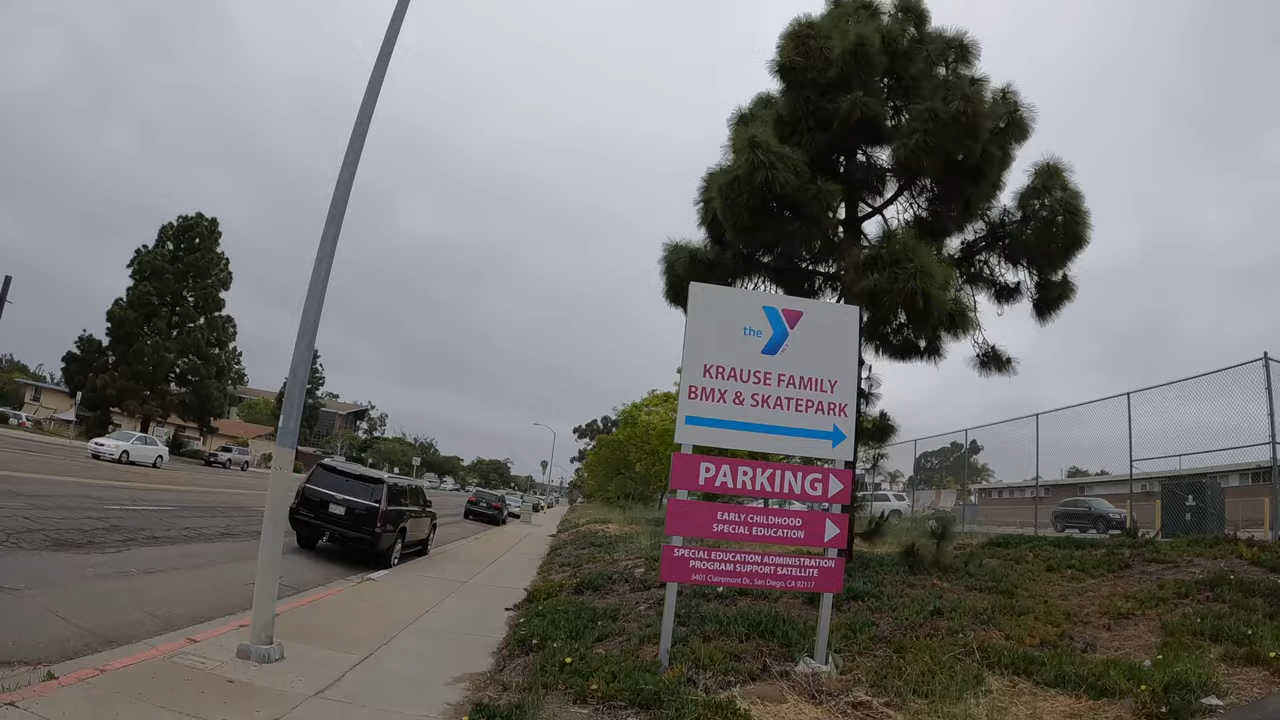 the
KRAUSE FAMILY
BMX & SKATEPARK
PARKING
EARLY CHILDHOOD
SPECIAL EDUCATION
SPECIAL EDUCATION ADMINISTRATION
PROGRAM SUPPORT SATELLITE
3401 Clairemont Dr., San Diego, CA 92117